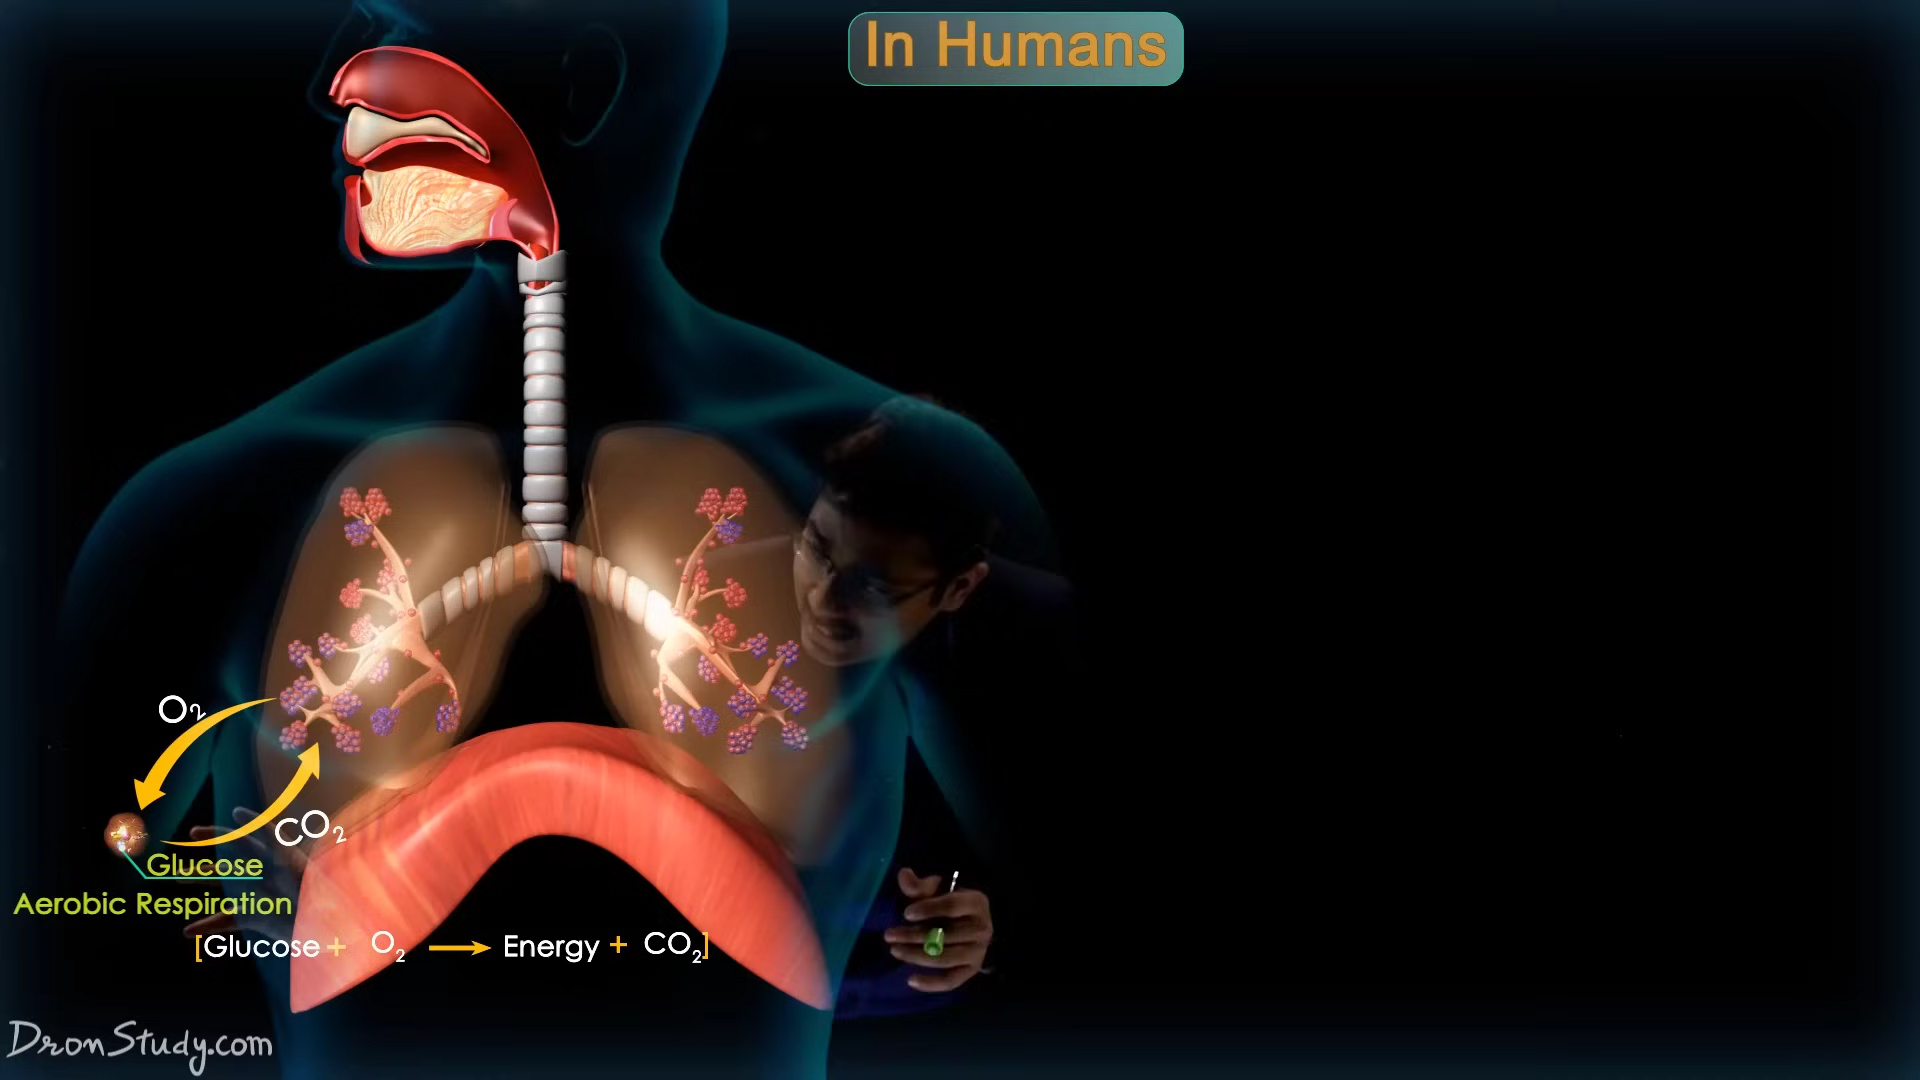 In Humans
O₂
CO₂
Glucose
Aerobic Respiration
[Glucose + O₂ → Energy + CO₂]
DronStudy.com